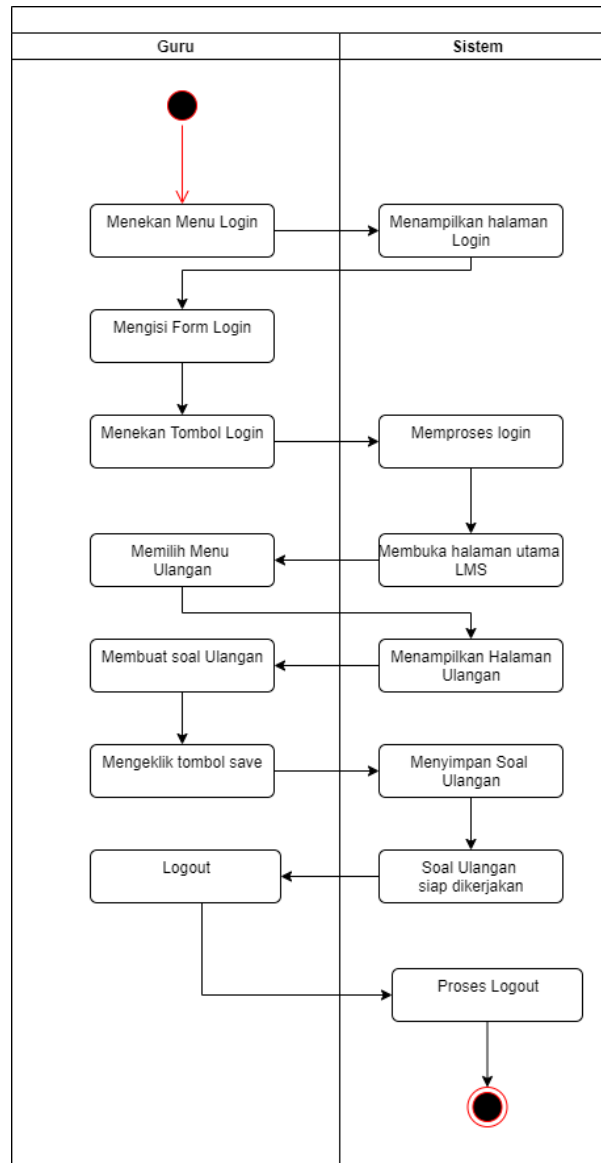 Guru
Sistem
Menekan Menu Login
Menampilkan halaman
Login
Mengisi Form Login
Menekan Tombol Login
Memproses login
Membuka halaman utama
LMS
Memilih Menu
Ulangan
Menampilkan Halaman
Ulangan
Membuat soal Ulangan
Mengeklik tombol save
Menyimpan Soal
Ulangan
Soal Ulangan
siap dikerjakan
Logout
Proses Logout